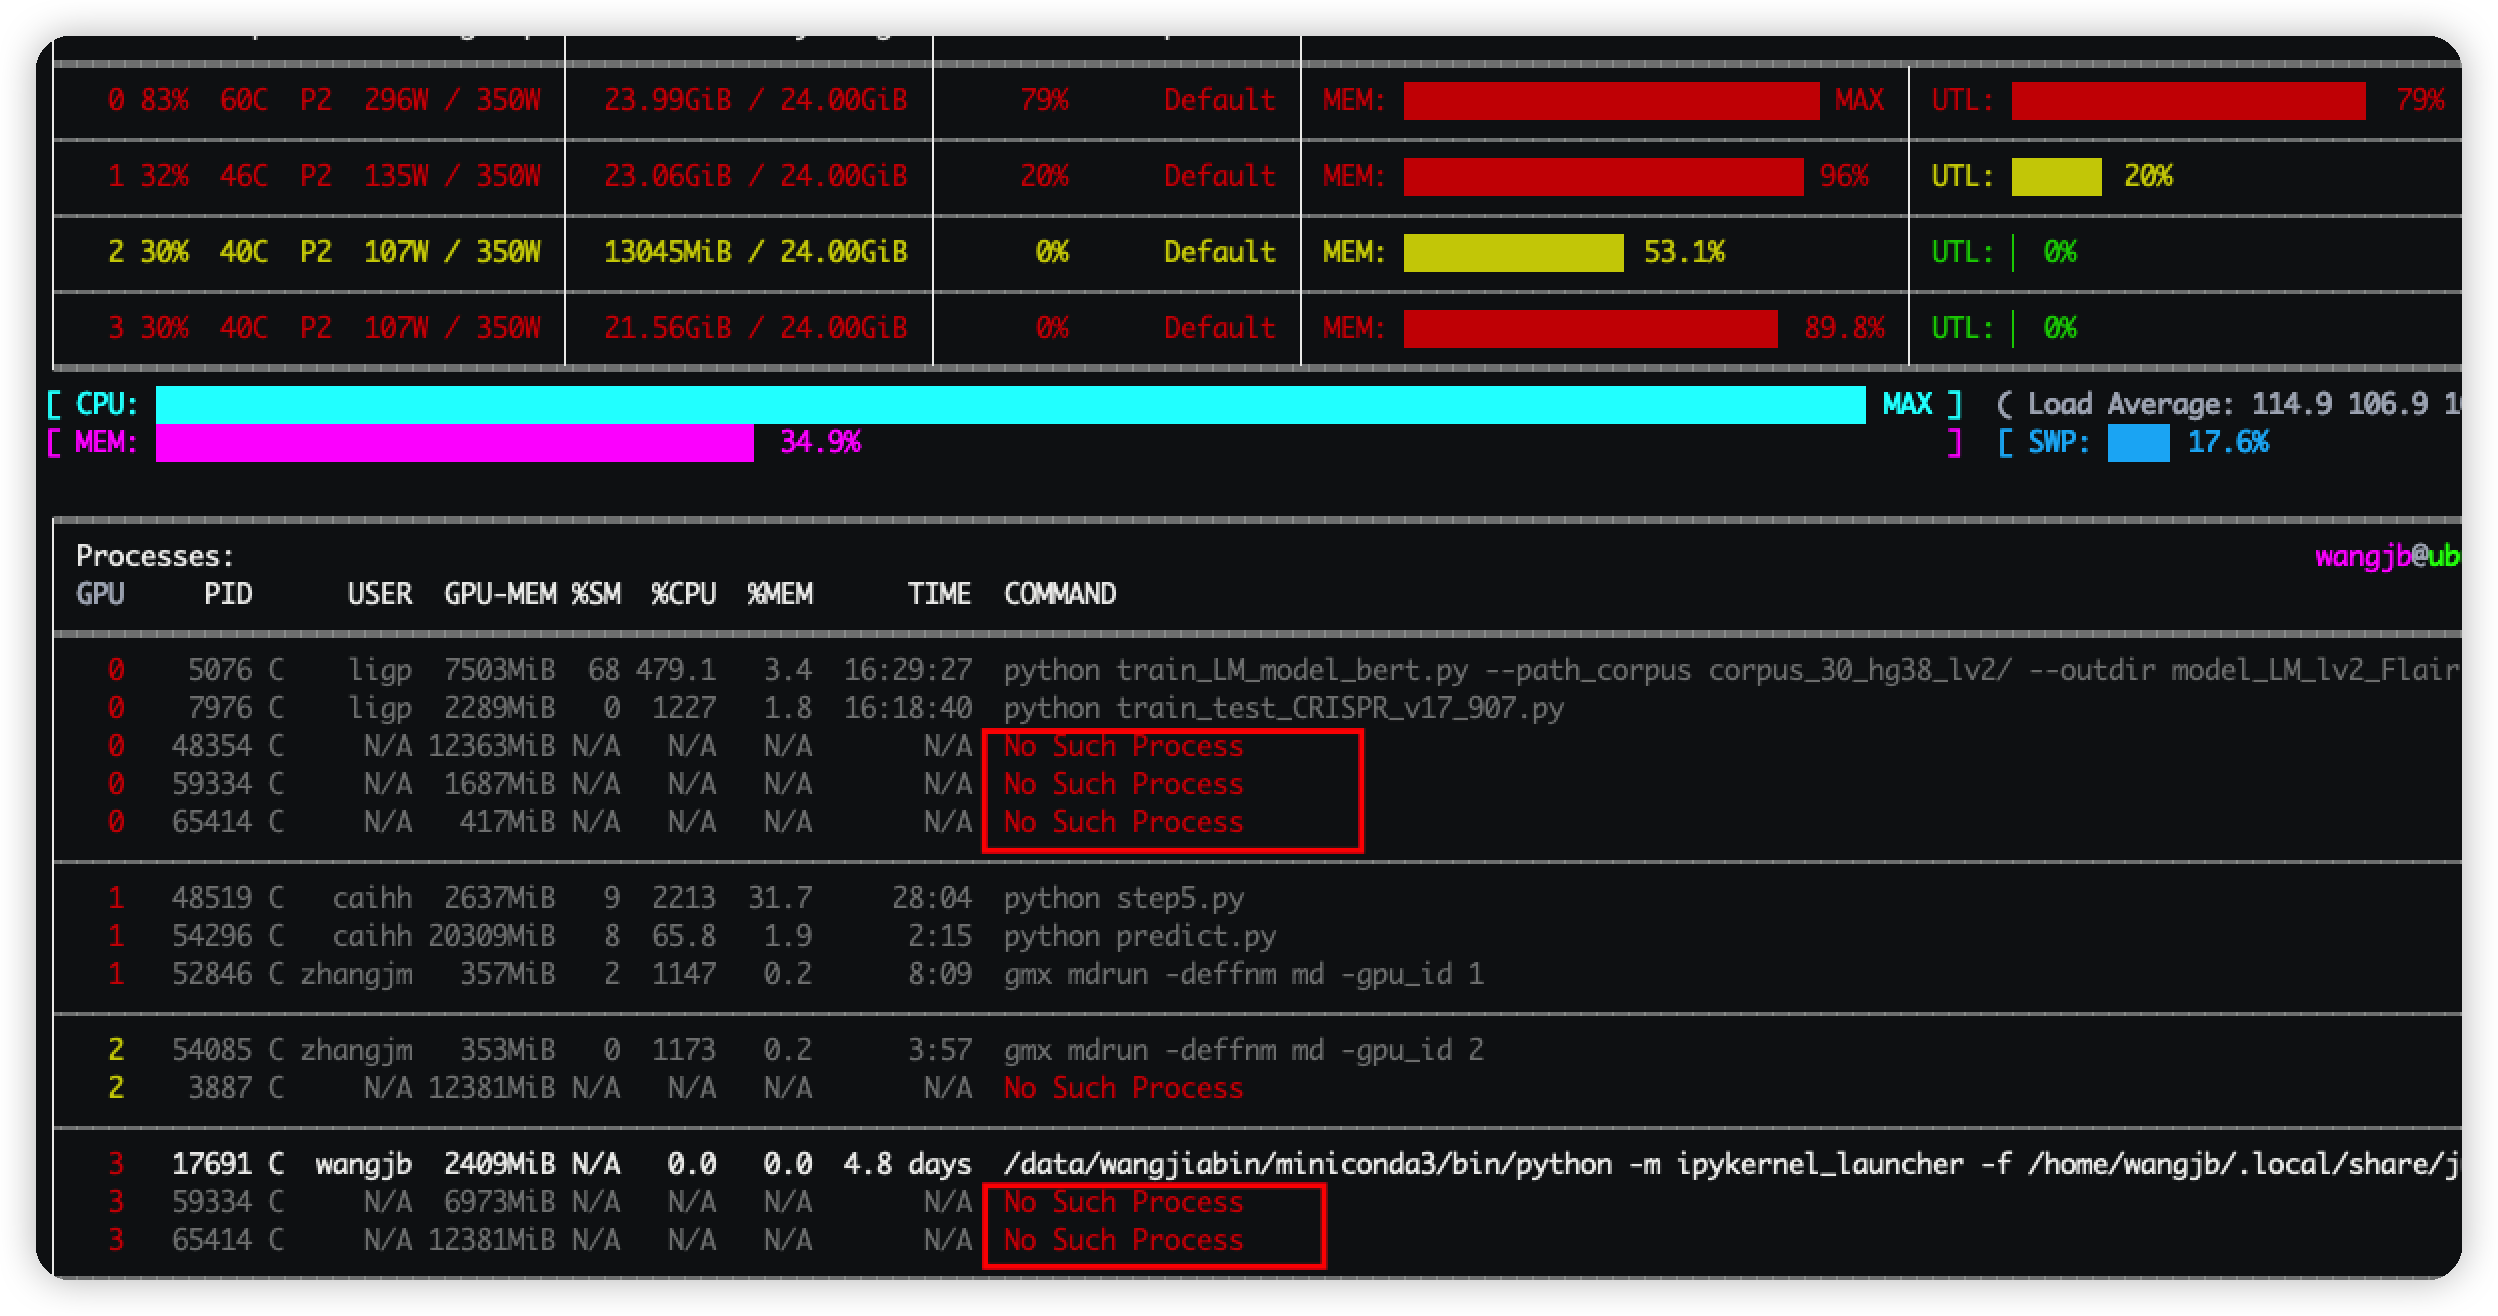 0 83% 60C P2 296W / 350W 23.99GiB / 24.00GiB 79% Default MEM: MAX UTL: 79%
1 32% 46C P2 135W / 350W 23.06GiB / 24.00GiB 20% Default MEM: 96% UTL: 20%
2 30% 40C P2 107W / 350W 13045MiB / 24.00GiB 0% Default MEM: 53.1% UTL: 0%
3 30% 40C P2 107W / 350W 21.56GiB / 24.00GiB 0% Default MEM: 89.8% UTL: 0%
[ CPU: MAX ] ( Load Average: 114.9 106.9
[ MEM: 34.9% ] [ SWP: 17.6%
Processes: wangjb@ub
GPU PID USER GPU-MEM %SM %CPU %MEM TIME COMMAND
0 5076 C ligp 7503MiB 68 479.1 3.4 16:29:27 python train_LM_model_bert.py --path_corpus corpus_30_hg38_lv2/ --outdir model_LM_lv2_Flair
0 7976 C ligp 2289MiB 0 1227 1.8 16:18:40 python train_test_CRISPR_v17_907.py
0 48354 C N/A 12363MiB N/A N/A N/A N/A No Such Process
0 59334 C N/A 1687MiB N/A N/A N/A N/A No Such Process
0 65414 C N/A 417MiB N/A N/A N/A N/A No Such Process
1 48519 C caihh 2637MiB 9 2213 31.7 28:04 python step5.py
1 54296 C caihh 20309MiB 8 65.8 1.9 2:15 python predict.py
1 52846 C zhangjm 357MiB 2 1147 0.2 8:09 gmx mdrun -deffnm md -gpu_id 1
2 54085 C zhangjm 353MiB 0 1173 0.2 3:57 gmx mdrun -deffnm md -gpu_id 2
2 3887 C N/A 12381MiB N/A N/A N/A N/A No Such Process
3 17691 C wangjb 2409MiB N/A 0.0 0.0 4.8 days /data/wangjiabin/miniconda3/bin/python -m ipykernel_launcher -f /home/wangjb/.local/share/j
3 59334 C N/A 6973MiB N/A N/A N/A N/A No Such Process
3 65414 C N/A 12381MiB N/A N/A N/A N/A No Such Process